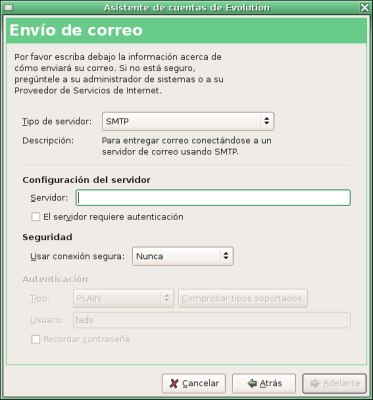 Asistente de cuentas de Evolution
Envío de correo
Por favor escriba debajo la información acerca de
cómo enviará su correo. Si no está seguro,
pregúntele a su administrador de sistemas o a su
Proveedor de Servicios de Internet.
Tipo de servidor: SMTP
Descripción: Para entregar correo conectándose a un
servidor de correo usando SMTP.
Configuración del servidor
Servidor:
El servidor requiere autenticación
Seguridad
Usar conexión segura: Nunca
Autenticación
Tipo: PLAIN Comprobar tipos soportados
Usuario: fads
Recordar contraseña
Cancelar Atrás Adelante